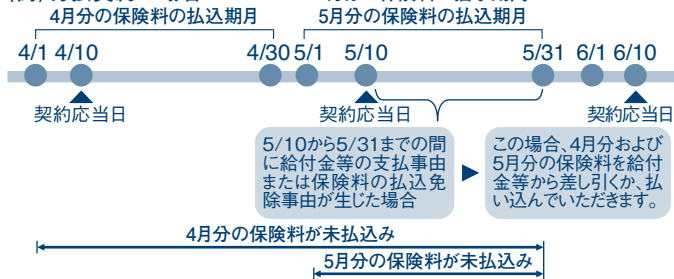 4月分の保険料の払込期月
5月分の保険料の払込期月
4/1 4/10 4/30 5/1 5/10 5/31 6/1 6/10
契約応当日
契約応当日
契約応当日
5/10から5/31までの間
に給付金等の支払事由
または保険料の払込免
除事由が生じた場合
この場合、4月分および
5月分の保険料を給付
金等から差し引くか、払
い込んでいただきます。
4月分の保険料が未払込み
5月分の保険料が未払込み